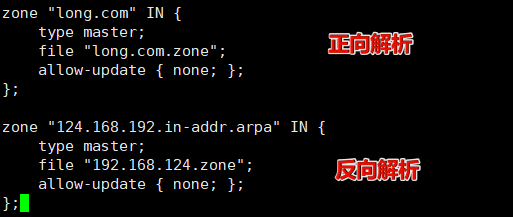 zone "long.com" IN {
    type master;
    file "long.com.zone";
    allow-update { none; };
};
正向解析
zone "124.168.192.in-addr.arpa" IN {
    type master;
    file "192.168.124.zone";
    allow-update { none; };
};
反向解析